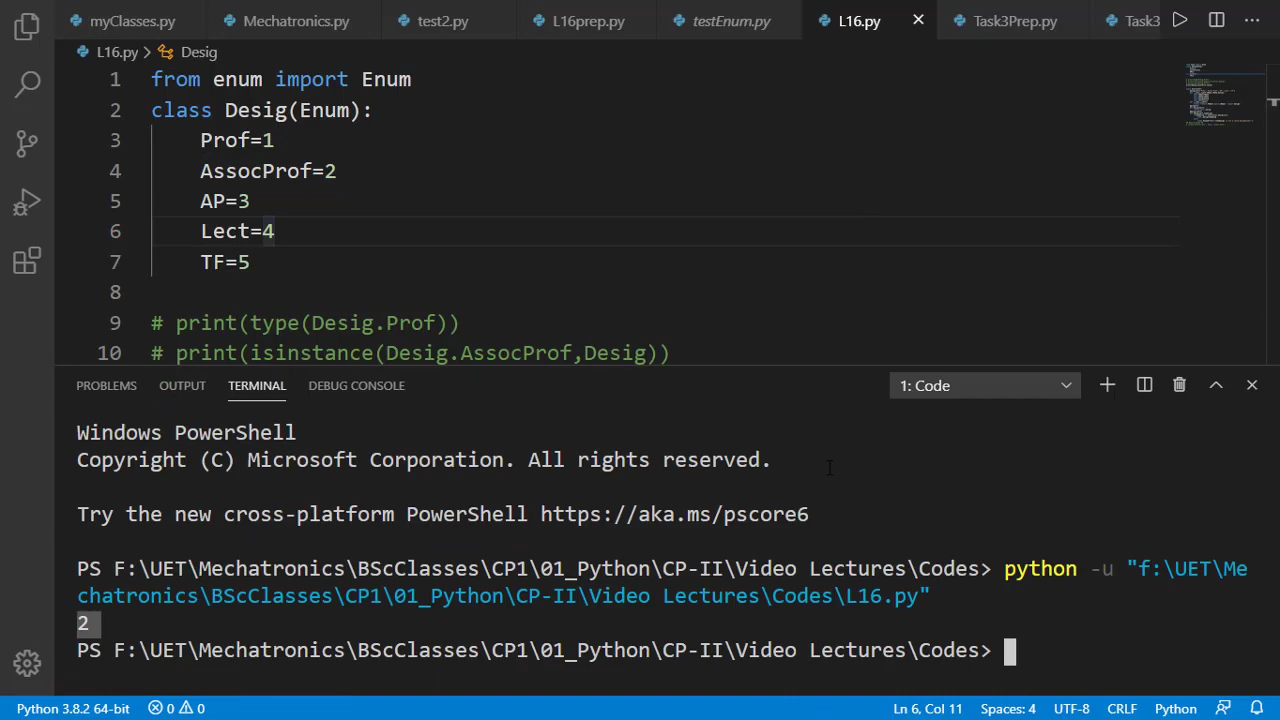 myClasses.py Mechatronics.py test2.py L16prep.py testEnum.py L16.py Task3Prep.py Task3
L16.py > Desig
1 from enum import Enum
2 class Desig(Enum):
3 Prof=1
4 AssocProf=2
5 AP=3
6 Lect=4
7 TF=5
8
9 # print(type(Desig.Prof))
10 # print(isinstance(Desig.AssocProf,Desig))
PROBLEMS OUTPUT TERMINAL DEBUG CONSOLE 1: Code
Windows PowerShell
Copyright (C) Microsoft Corporation. All rights reserved.
Try the new cross-platform PowerShell https://aka.ms/pscore6
PS F:\UET\Mechatronics\BScClasses\CP1\01_Python\CP-II\Video Lectures\Codes> python -u "f:\UET\Me
chatronics\BScClasses\CP1\01_Python\CP-II\Video Lectures\Codes\L16.py"
2
PS F:\UET\Mechatronics\BScClasses\CP1\01_Python\CP-II\Video Lectures\Codes>
Python 3.8.2 64-bit 0 0 Ln 6, Col 11 Spaces: 4 UTF-8 CRLF Python